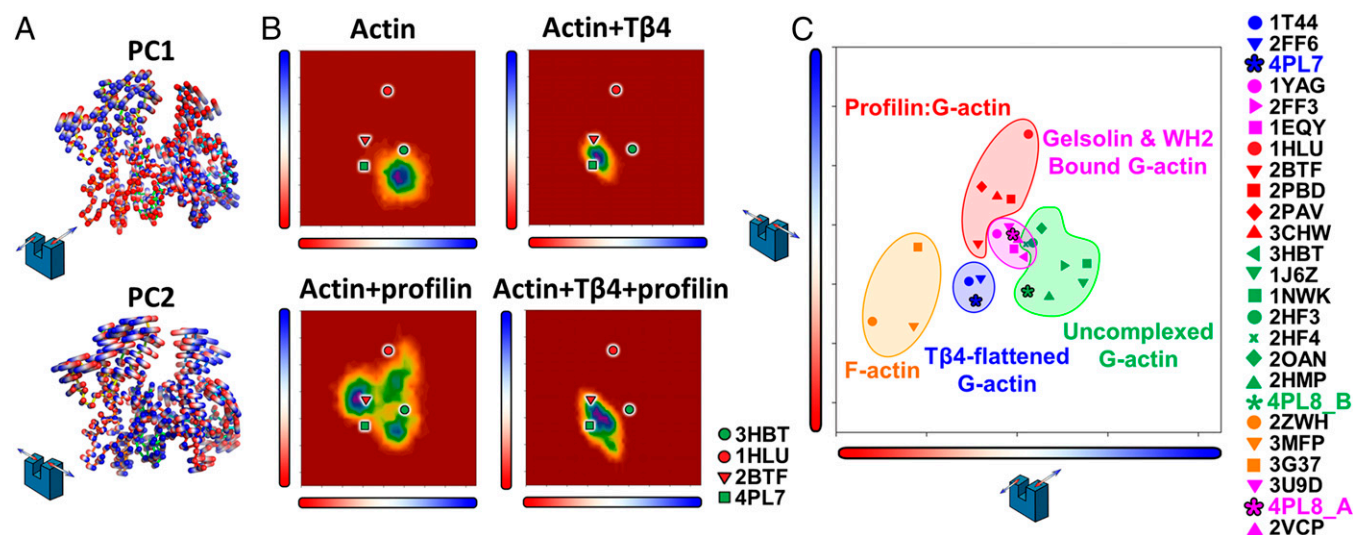 A
PC1
PC2
B
Actin
Actin+Tβ4
Actin+profilin
Actin+Tβ4+profilin
3HBT
1HLU
2BTF
4PL7
C
Profilin:G-actin
Gelsolin & WH2
Bound G-actin
F-actin
Tβ4-flattened
G-actin
Uncomplexed
G-actin
1T44
2FF6
4PL7
1YAG
2FF3
1EQY
1HLU
2BTF
2PBD
2PAV
3CHW
3HBT
1J6Z
1NWK
2HF3
2HF4
2OAN
2HMP
4PL8_B
2ZWH
3MFP
3G37
3U9D
4PL8_A
2VCP